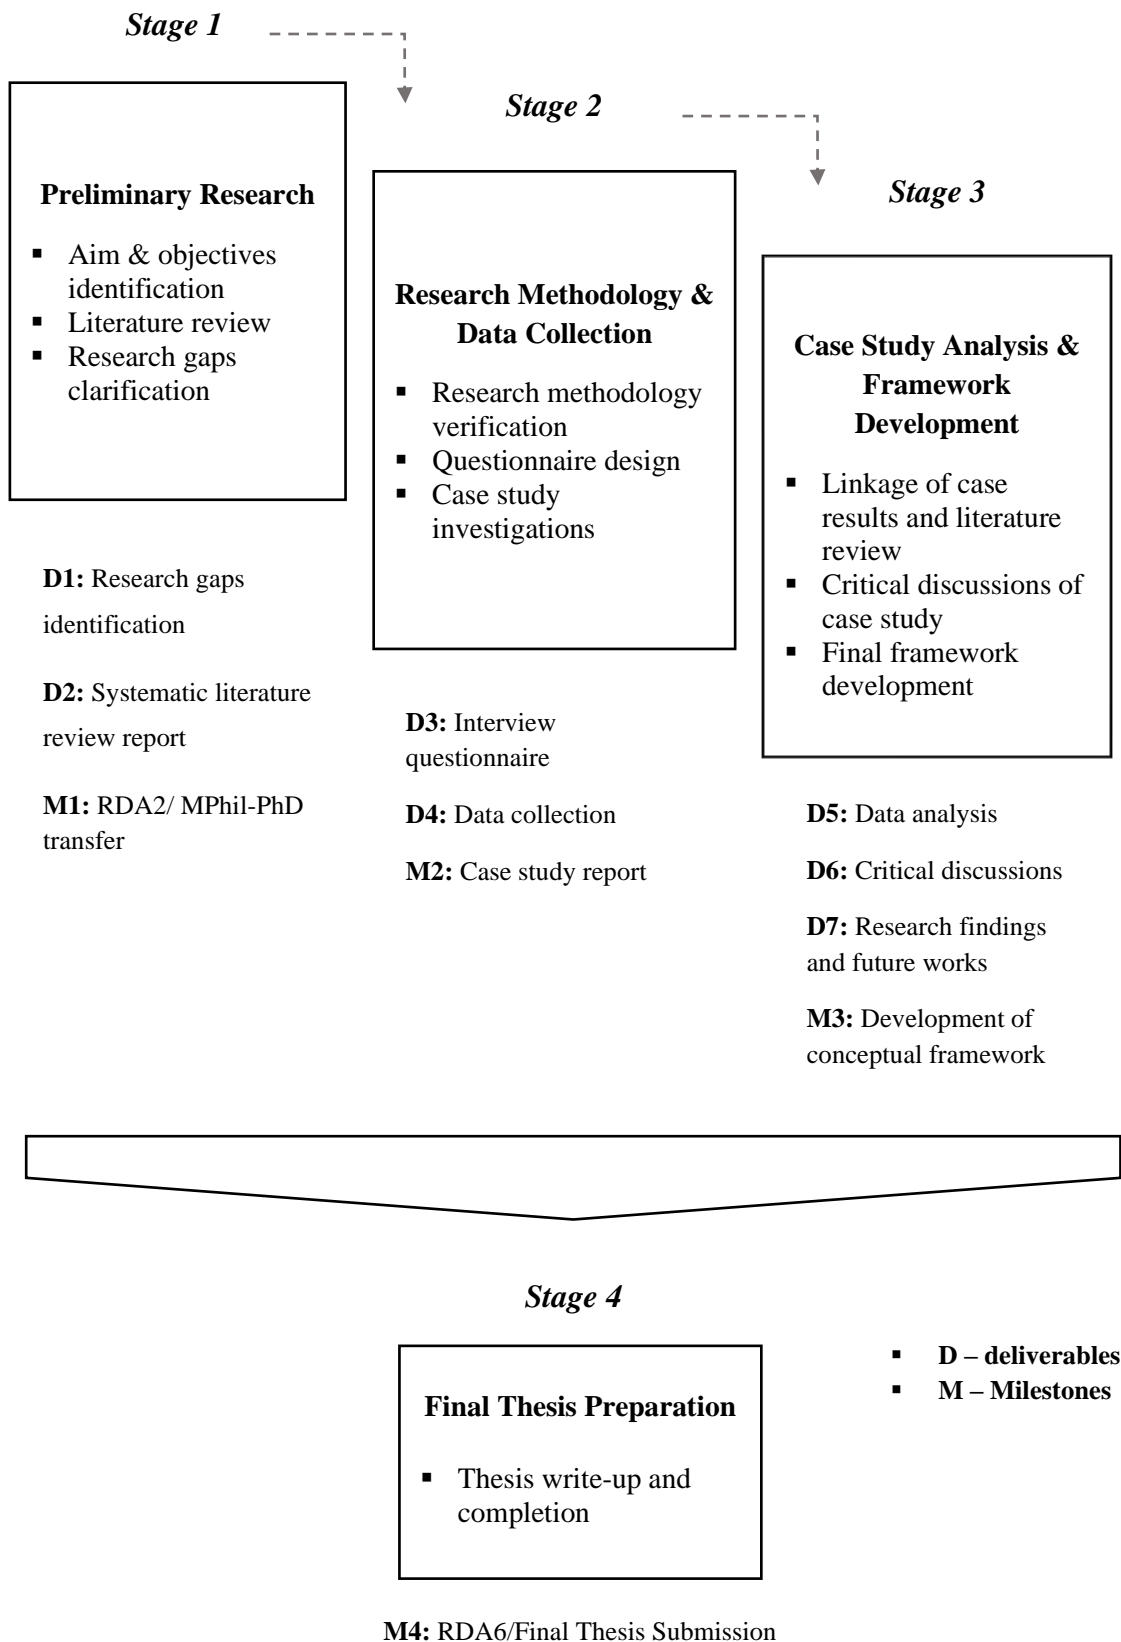 Stage 1
Preliminary Research
▪ Aim & objectives
identification
▪ Literature review
▪ Research gaps
clarification
D1: Research gaps
identification
D2: Systematic literature
review report
M1: RDA2/ MPhil-PhD
transfer
Stage 2
Research Methodology &
Data Collection
▪ Research methodology
verification
▪ Questionnaire design
▪ Case study
investigations
D3: Interview
questionnaire
D4: Data collection
M2: Case study report
Stage 3
Case Study Analysis &
Framework
Development
▪ Linkage of case
results and literature
review
▪ Critical discussions of
case study
▪ Final framework
development
D5: Data analysis
D6: Critical discussions
D7: Research findings
and future works
M3: Development of
conceptual framework
Stage 4
Final Thesis Preparation
▪ Thesis write-up and
completion
M4: RDA6/Final Thesis Submission
▪ D – deliverables
▪ M – Milestones